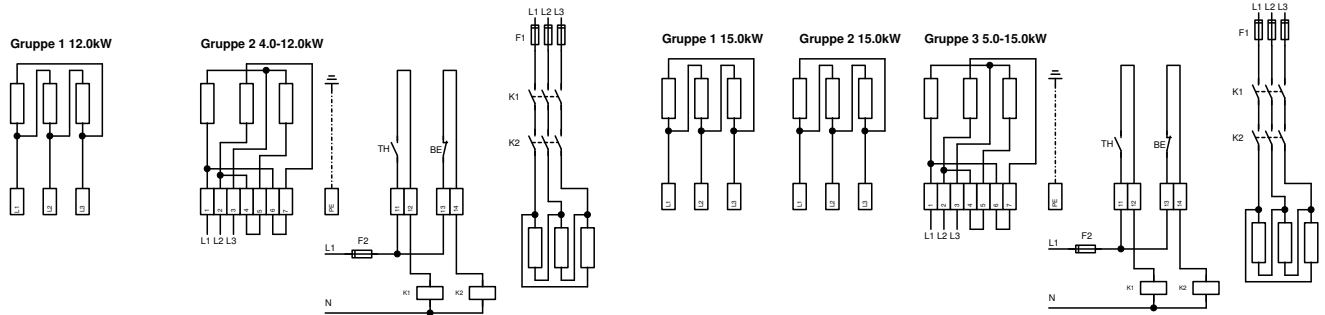 Gruppe 1 12.0kW
L1
L2
L3
Gruppe 2 4.0-12.0kW
1
2
3
4
5
6
7
L1 L2 L3
PE
TH
BE
11
12
13
14
L1
F2
K1
K2
N
L1 L2 L3
F1
K1
K2
Gruppe 1 15.0kW
L1
L2
L3
Gruppe 2 15.0kW
L1
L2
L3
Gruppe 3 5.0-15.0kW
1
2
3
4
5
6
7
L1 L2 L3
PE
TH
BE
11
12
13
14
L1
F2
K1
K2
N
L1 L2 L3
F1
K1
K2